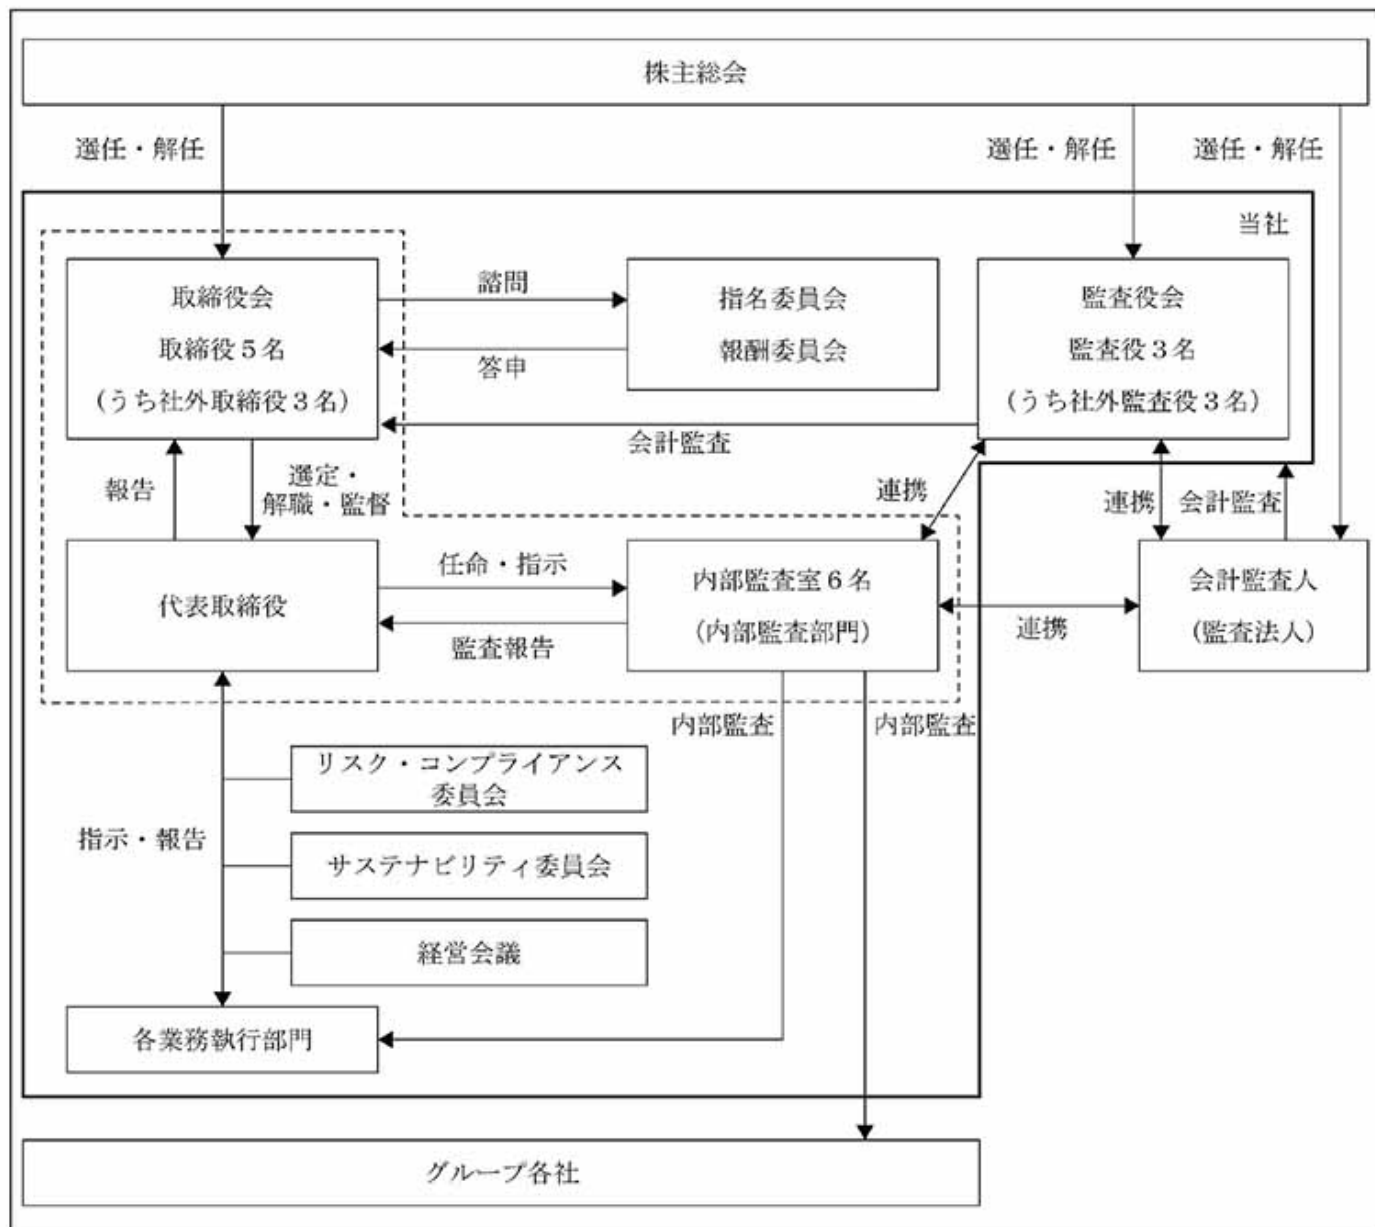 株主総会
選任・解任
選任・解任
選任・解任
当社
取締役会
取締役5名
(うち社外取締役3名)
諮問
答申
指名委員会
報酬委員会
監査役会
監査役3名
(うち社外監査役3名)
会計監査
報告
選定・
解職・監督
連携
連携
会計監査
代表取締役
任命・指示
監査報告
内部監査室6名
(内部監査部門)
連携
会計監査人
(監査法人)
内部監査
内部監査
リスク・コンプライアンス
委員会
指示・報告
サステナビリティ委員会
経営会議
各業務執行部門
グループ各社